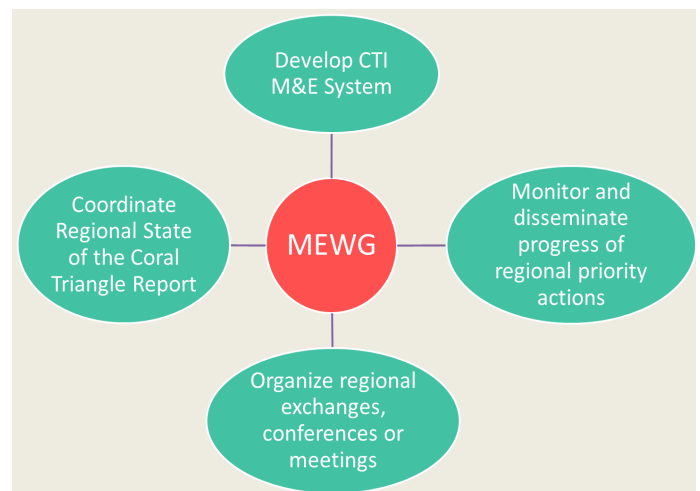 Develop CTI
M&E System
Coordinate
Regional State
of the Coral
Triangle Report
MEWG
Monitor and
disseminate
progress of
regional priority
actions
Organize regional
exchanges,
conferences or
meetings